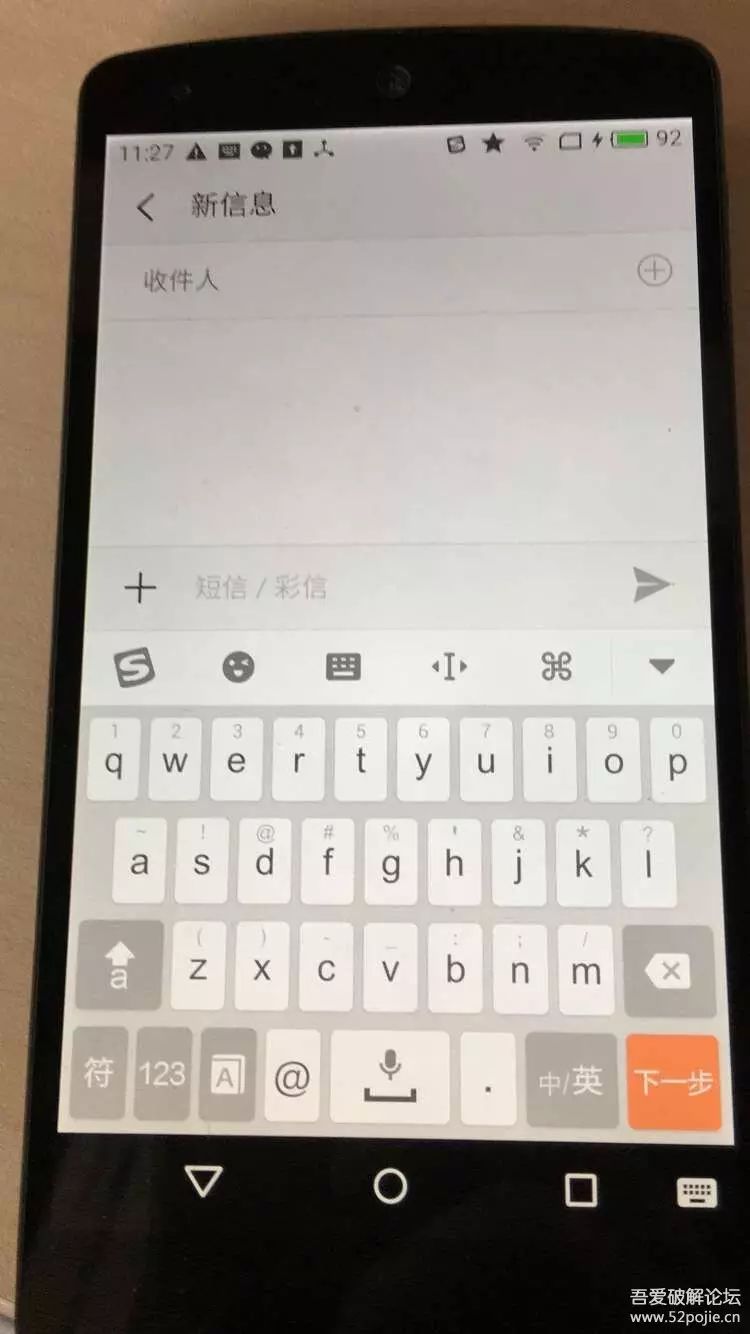 11:27 92
新信息
收件人
短信 / 彩信
S
1 2 3 4 5 6 7 8 9 0
q w e r t y u i o p
~ ! @ # % ' & * ?
a s d f g h j k l
( ) - _ : ; /
a z x c v b n m
符 123 A @ . 中/英 下一步
吾爱破解论坛
www.52pojie.cn